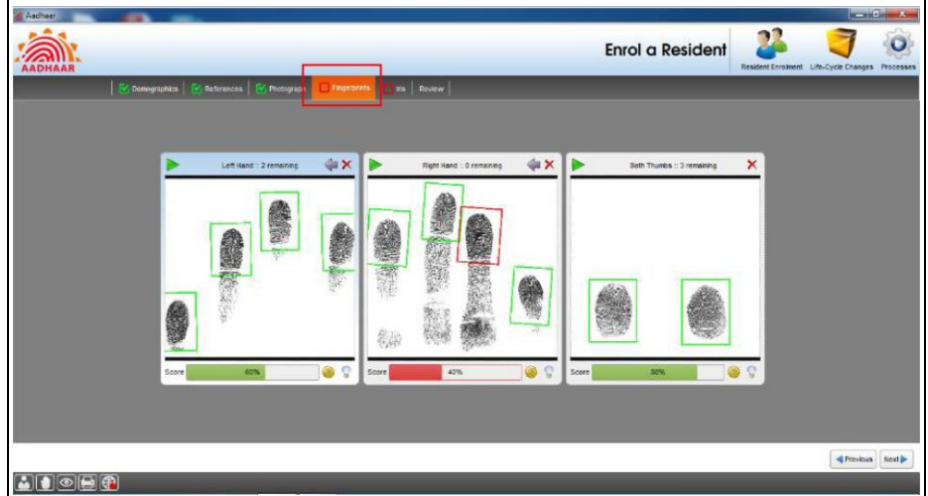 Aadhaar
AADHAAR
Enrol a Resident
Resident Enrolment
Life-Cycle Changes
Processes
Demographics
References
Photograph
Fingerprints
Iris
Review
Left Hand :: 2 remaining
Right Hand :: 0 remaining
Both Thumbs :: 3 remaining
Score 60%
Score 40%
Score 80%
Previous
Next